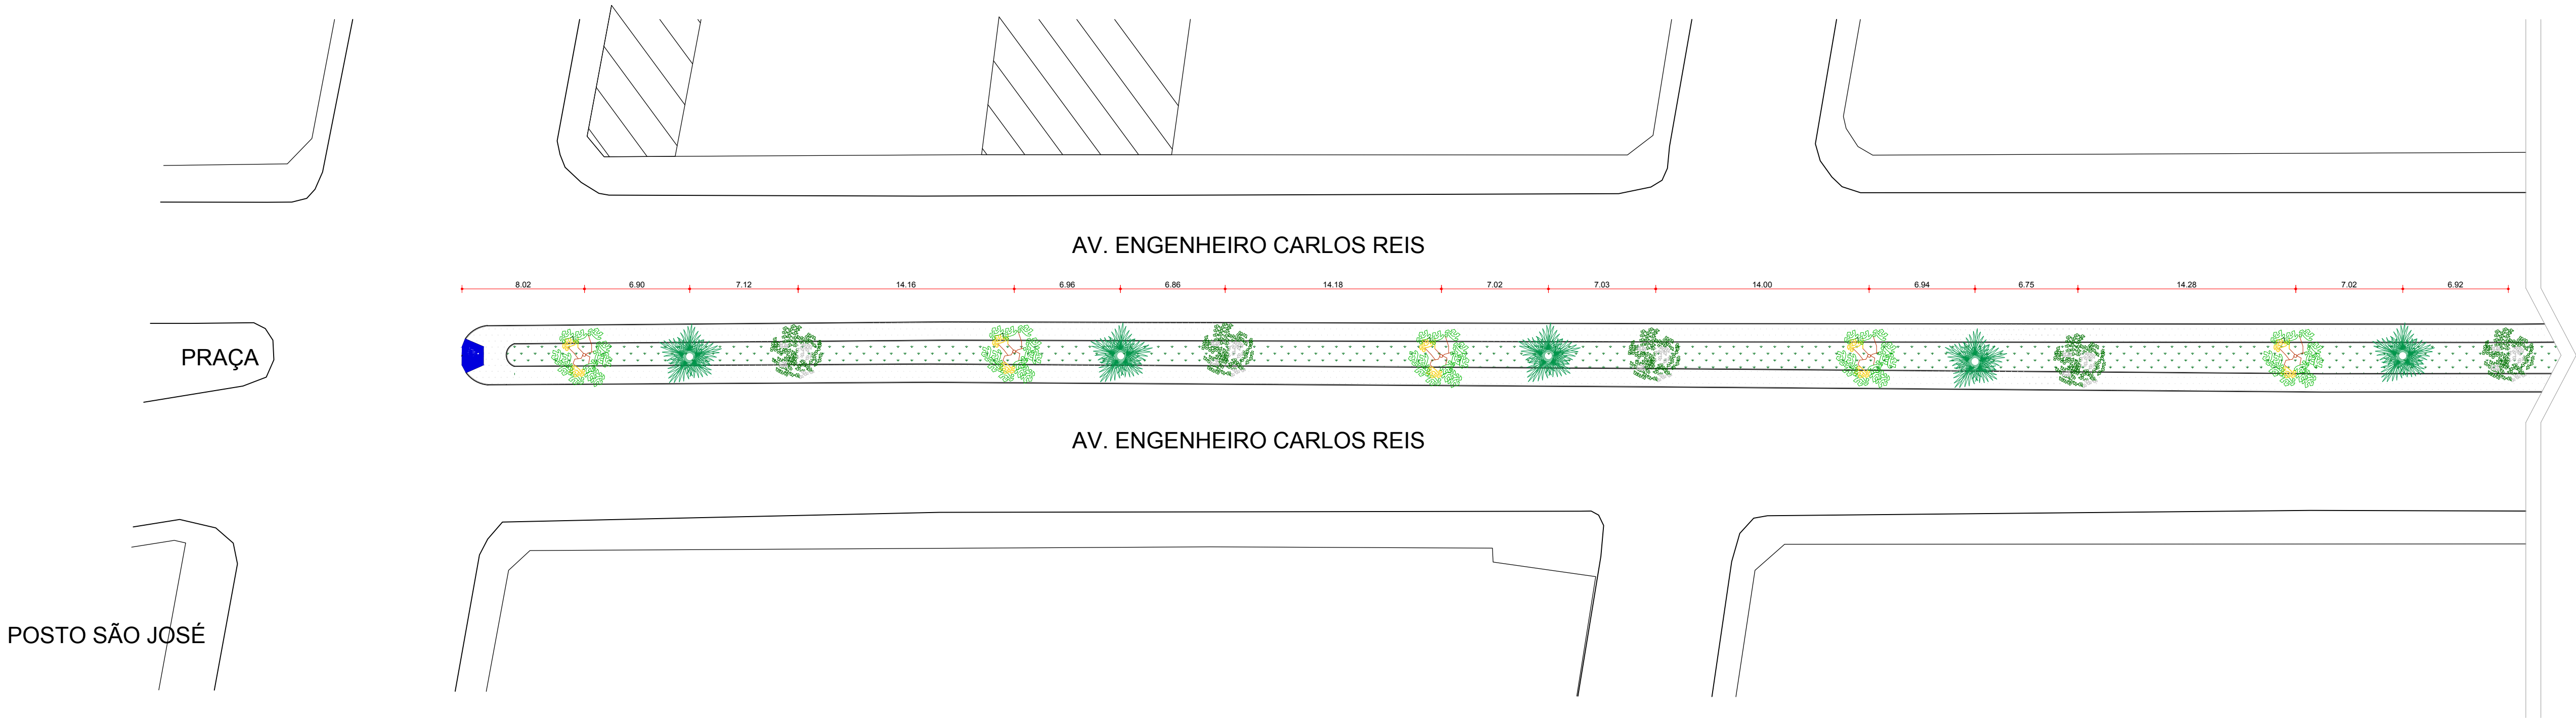 AV. ENGENHEIRO CARLOS REIS
8.02 6.90 7.12 14.16 6.96 6.86 14.18 7.02 7.03 14.00 6.94 6.75 14.28 7.02 6.92
PRAÇA
AV. ENGENHEIRO CARLOS REIS
POSTO SÃO JOSÉ